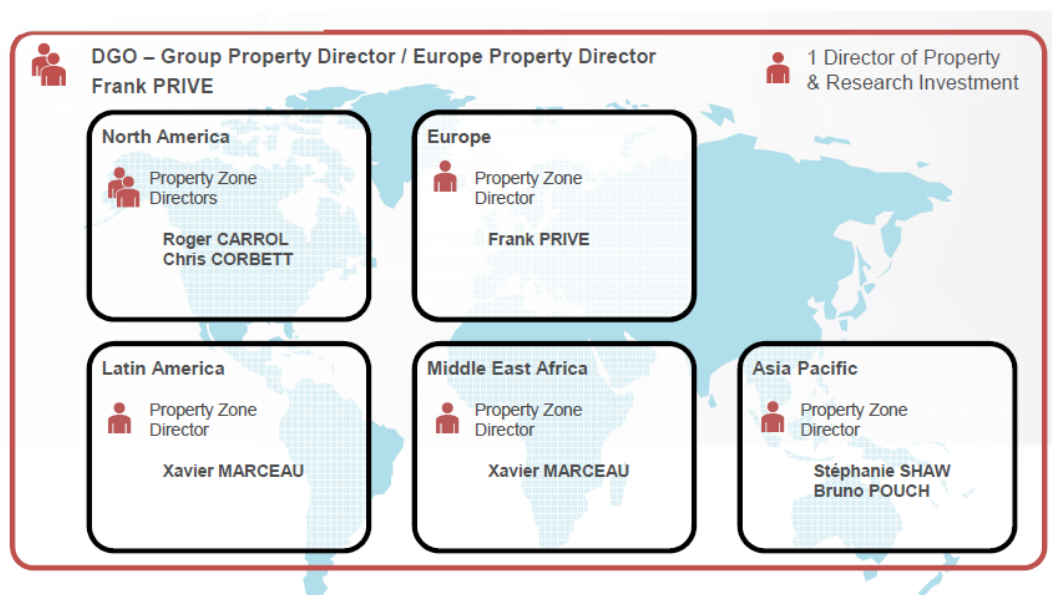 DGO – Group Property Director / Europe Property Director
Frank PRIVE
1 Director of Property
& Research Investment
North America
Property Zone
Directors
Roger CARROL
Chris CORBETT
Europe
Property Zone
Director
Frank PRIVE
Latin America
Property Zone
Director
Xavier MARCEAU
Middle East Africa
Property Zone
Director
Xavier MARCEAU
Asia Pacific
Property Zone
Director
Stéphanie SHAW
Bruno POUCH